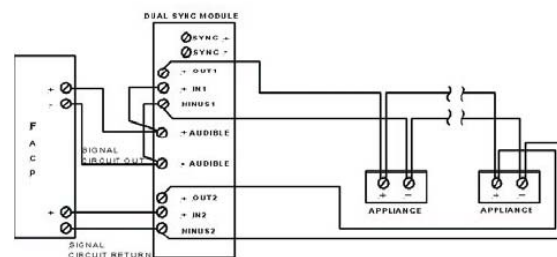 DUAL SYNC MODULE
SYNC +
SYNC -
+ OUT1
+ IN1
MINUS1
+ AUDIBLE
- AUDIBLE
+ OUT2
+ IN2
MINUS2
+
-
F
A
C
P
SIGNAL
CIRCUIT OUT
+
-
SIGNAL
CIRCUIT RETURN
+ -
APPLIANCE
+ -
APPLIANCE